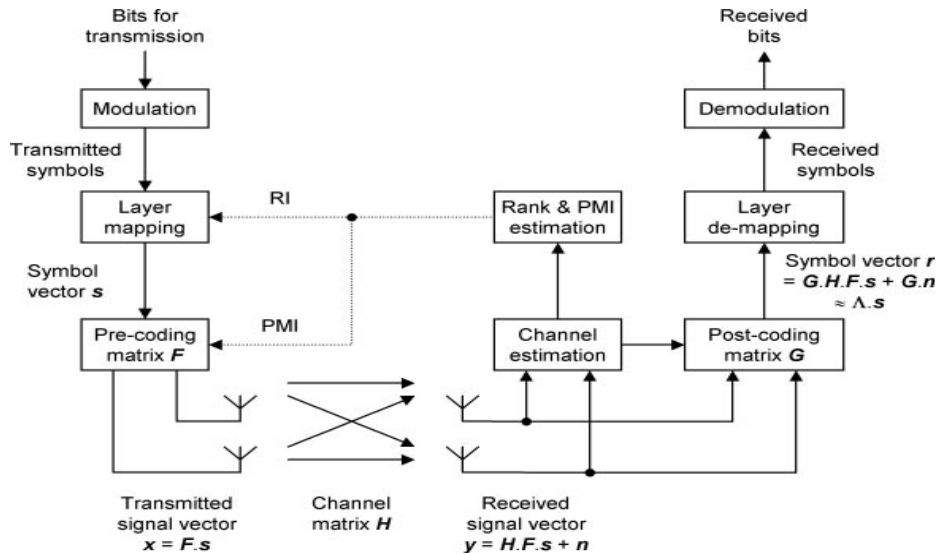 Bits for
transmission
Modulation
Transmitted
symbols
Layer
mapping
Symbol
vector s
Pre-coding
matrix F
RI
PMI
Rank & PMI
estimation
Channel
estimation
Received
bits
Demodulation
Received
symbols
Layer
de-mapping
Symbol vector r
= G.H.F.s + G.n
≈ Λ.s
Post-coding
matrix G
Transmitted
signal vector
x = F.s
Channel
matrix H
Received
signal vector
y = H.F.s + n